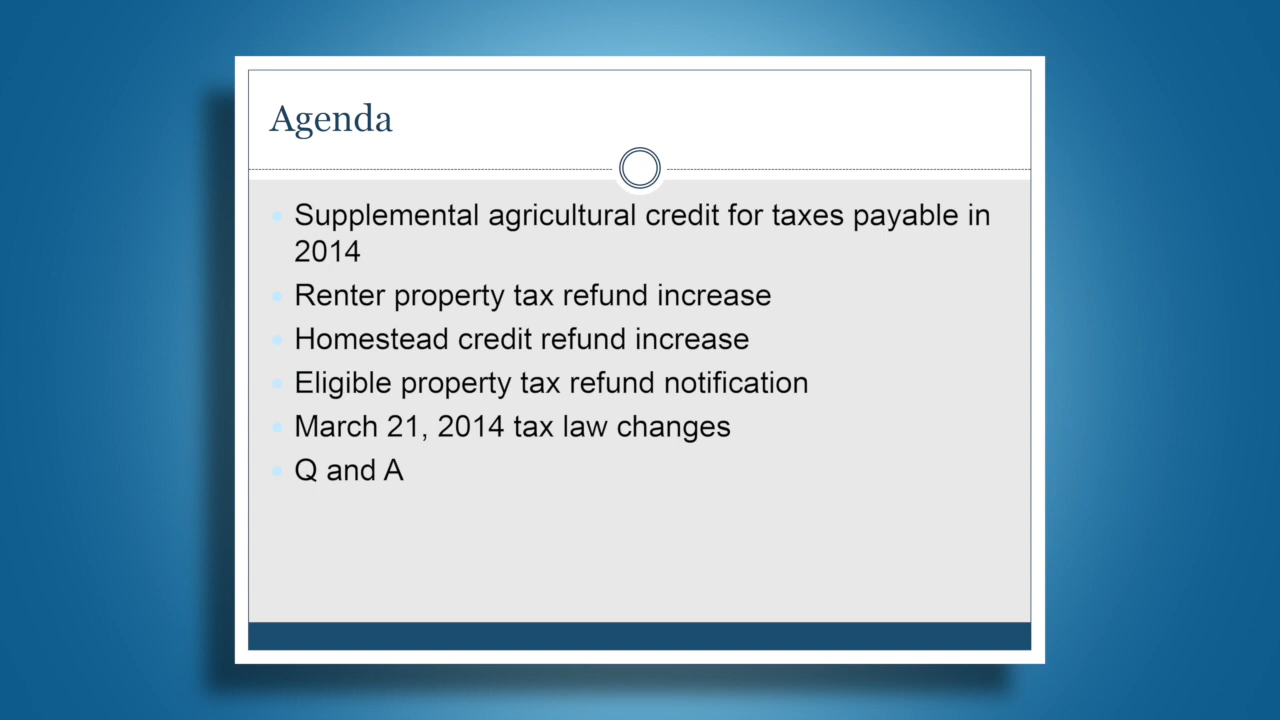 Agenda
Supplemental agricultural credit for taxes payable in
2014
Renter property tax refund increase
Homestead credit refund increase
Eligible property tax refund notification
March 21, 2014 tax law changes
Q and A